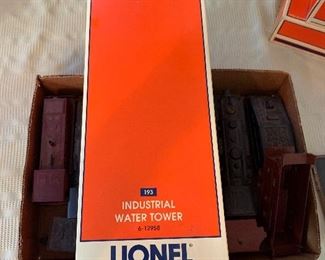 193
INDUSTRIAL
WATER TOWER
6-12958
LIONEL